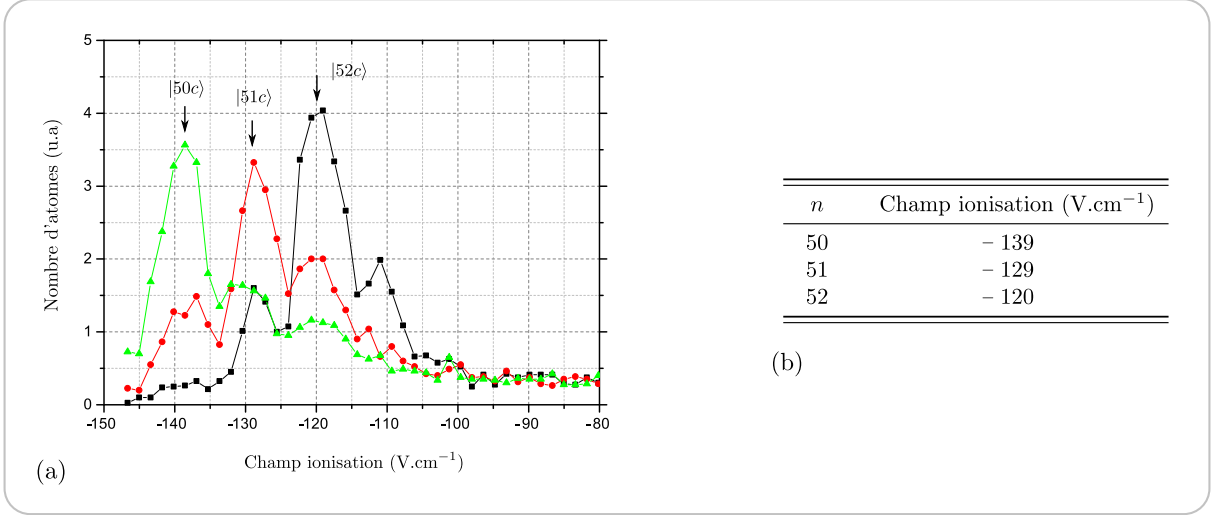 5
4
3
2
1
0
Nombre d'atomes (u.a)
|50c⟩
|51c⟩
|52c⟩
-150 -140 -130 -120 -110 -100 -90 -80
Champ ionisation (V.cm⁻¹)
(a)
n Champ ionisation (V.cm⁻¹)
50 – 139
51 – 129
52 – 120
(b)